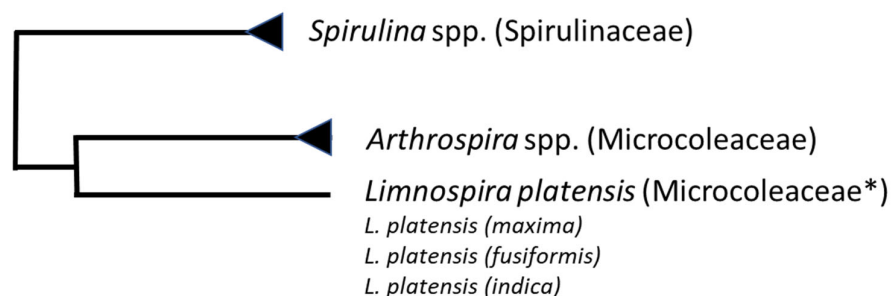 Spirulina spp. (Spirulinaceae)
Arthrospira spp. (Microcoleaceae)
Limnospira platensis (Microcoleaceae*)
L. platensis (maxima)
L. platensis (fusiformis)
L. platensis (indica)